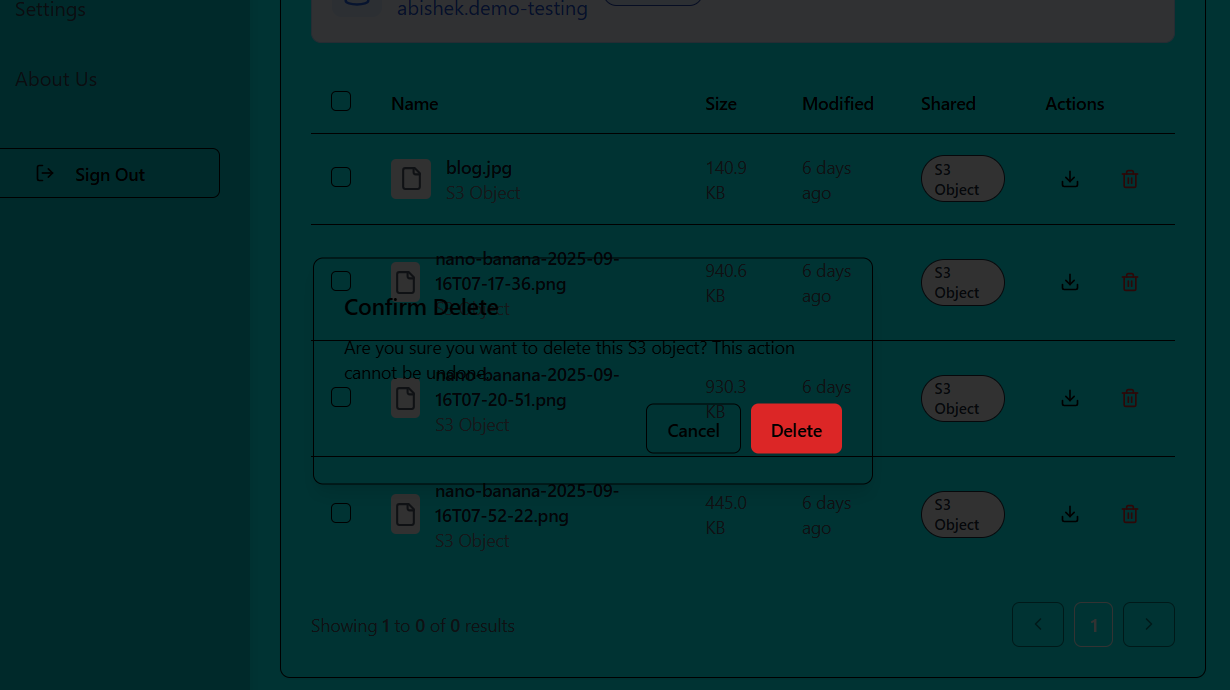 Settings
abishek.demo-testing
About Us
Sign Out
Name Size Modified Shared Actions
blog.jpg
S3 Object
140.9
KB
6 days
ago
S3
Object
nano-banana-2025-09-
16T07-17-36.png
S3 Object
940.6
KB
6 days
ago
S3
Object
Confirm Delete
Are you sure you want to delete this S3 object? This action
cannot be undone.
Cancel
Delete
nano-banana-2025-09-
16T07-20-51.png
S3 Object
930.3
KB
6 days
ago
S3
Object
nano-banana-2025-09-
16T07-52-22.png
S3 Object
445.0
KB
6 days
ago
S3
Object
Showing 1 to 0 of 0 results
1